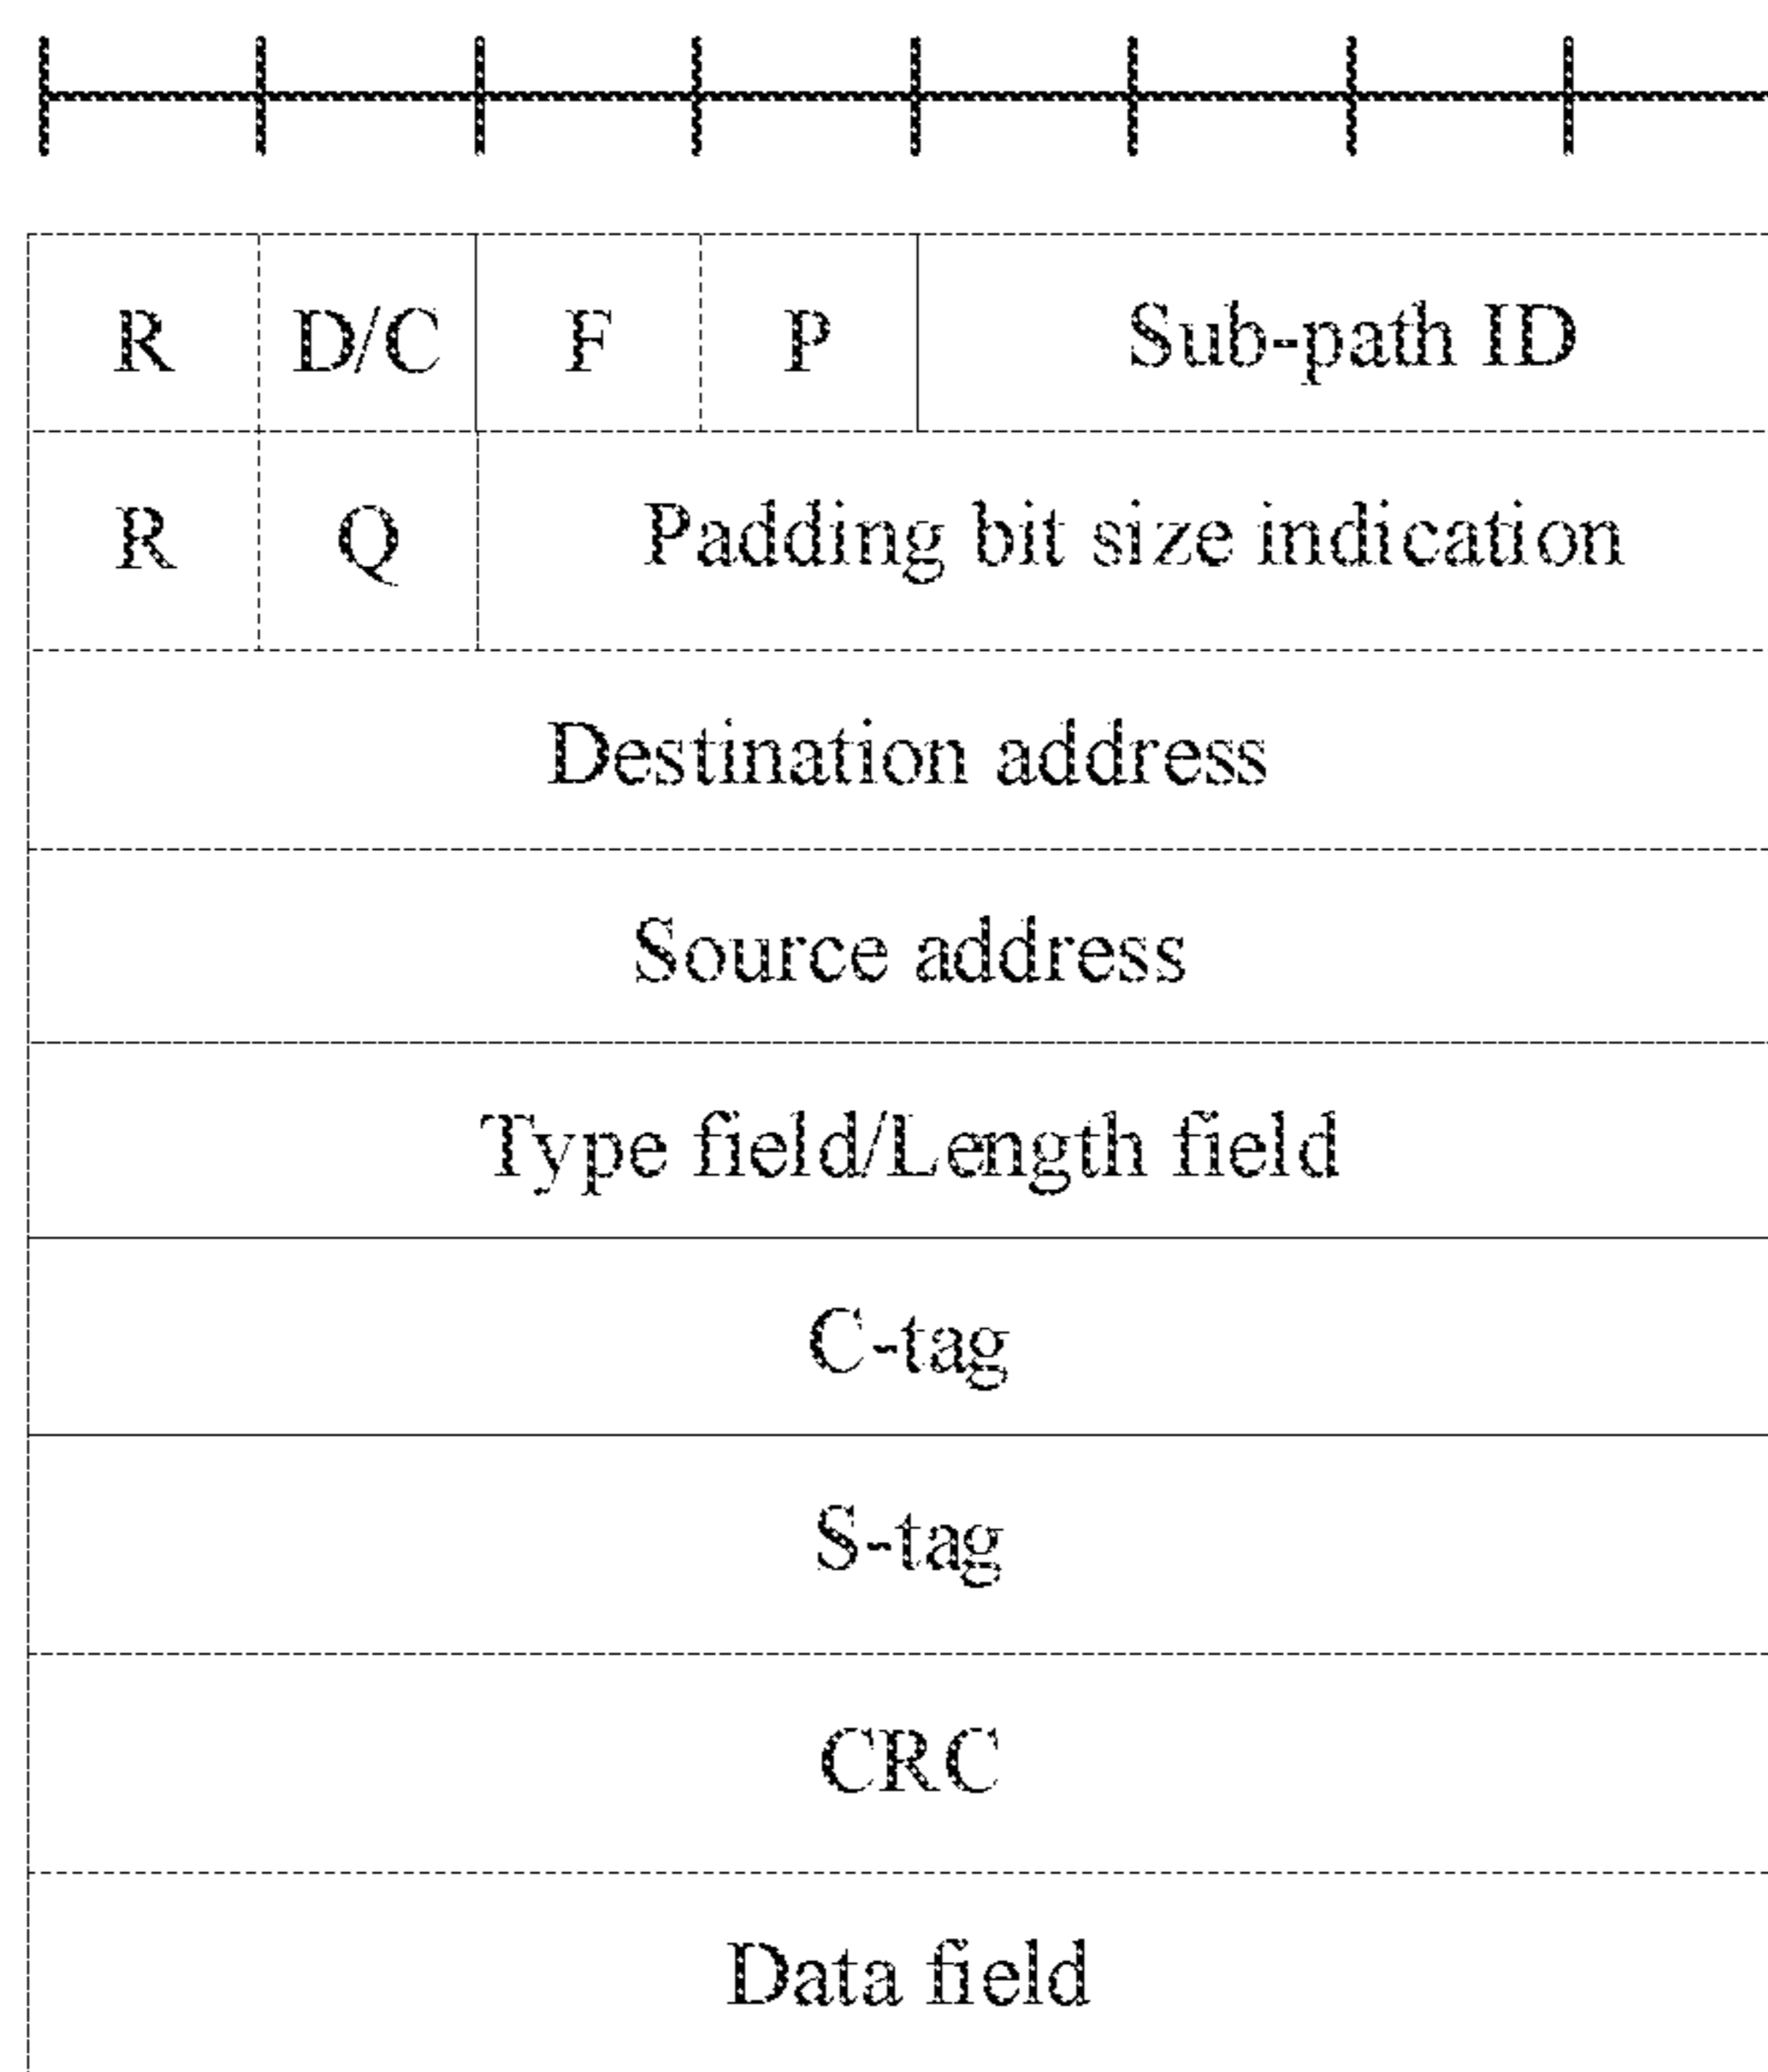 R D/C F P Sub-path ID
R Q Padding bit size indication
Destination address
Source address
Type field/Length field
C-tag
S-tag
CRC
Data field